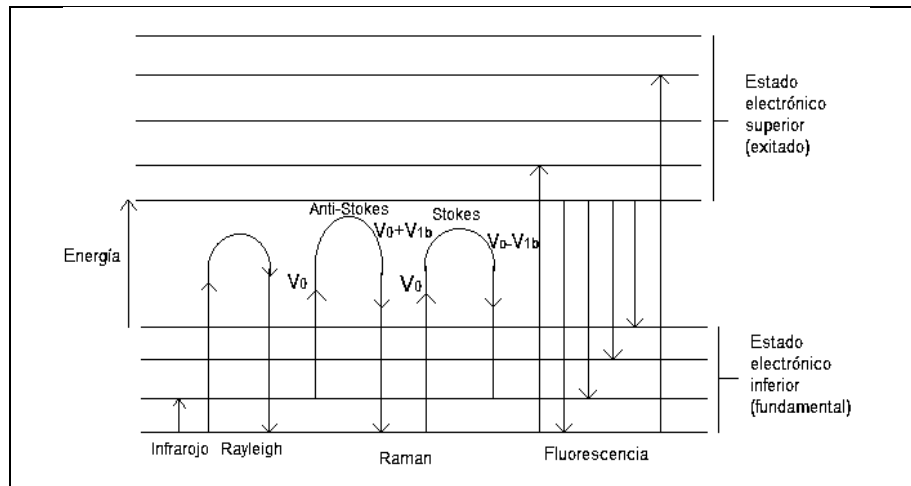 Estado
electrónico
superior
(exitado)
Anti-Stokes
Stokes
V0+V1b
V0-V1b
Energía
V0
V0
Estado
electrónico
inferior
(fundamental)
Infrarojo
Rayleigh
Raman
Fluorescencia